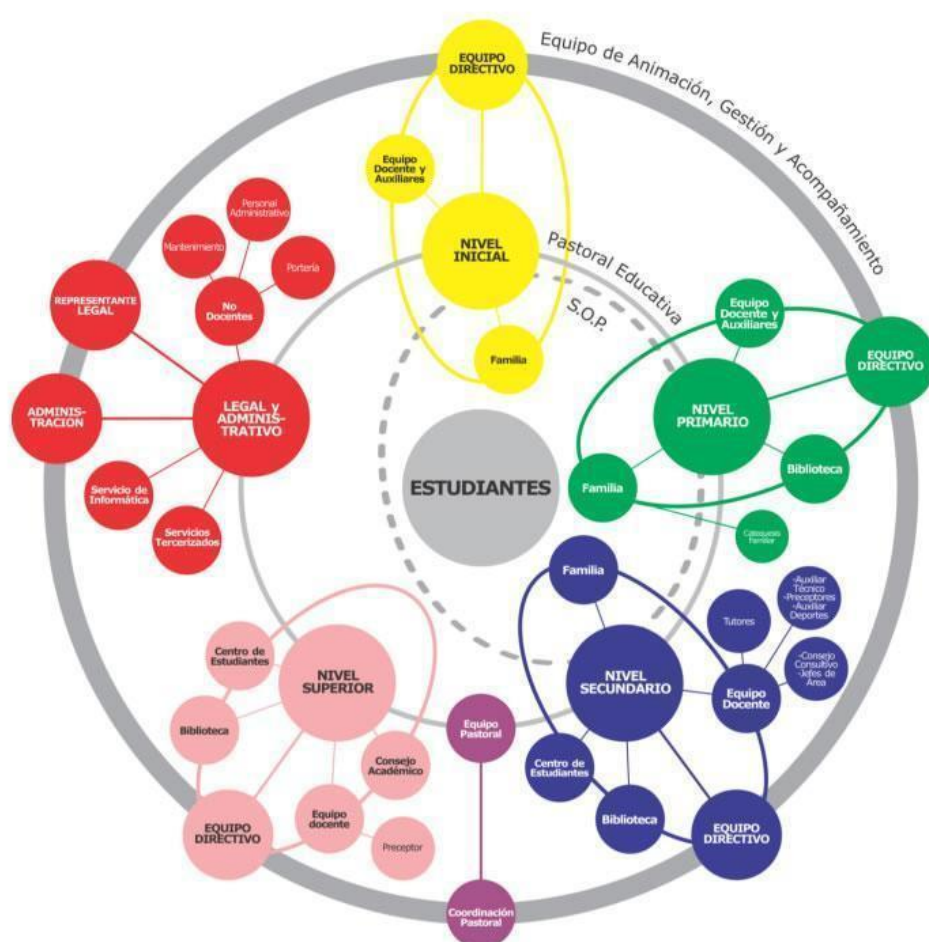 Equipo de Animación, Gestión y Acompañamiento
Pastoral Educativa
S.O.P.
EQUIPO
DIRECTIVO
Equipo
Docente y
Auxiliares
NIVEL
INICIAL
Familia
Personal
Administrativo
Mantenimiento
Portería
No
Docentes
REPRESENTANTE
LEGAL
ADMINIS-
TRACION
LEGAL y
ADMINIS-
TRATIVO
Servicio de
Informática
Servicios
Tercerizados
Equipo
Docente y
Auxiliares
EQUIPO
DIRECTIVO
NIVEL
PRIMARIO
Biblioteca
Familia
Catequesis
Familiar
ESTUDIANTES
Familia
Tutores
-Auxiliar
Técnico
-Preceptores
-Auxiliar
Deportes
-Consejo
Consultivo
-Jefes de
Área
NIVEL
SECUNDARIO
Equipo
Docente
Centro de
Estudiantes
Biblioteca
EQUIPO
DIRECTIVO
Centro de
Estudiantes
NIVEL
SUPERIOR
Biblioteca
Consejo
Académico
EQUIPO
DIRECTIVO
Equipo
docente
Preceptor
Equipo
Pastoral
Coordinación
Pastoral